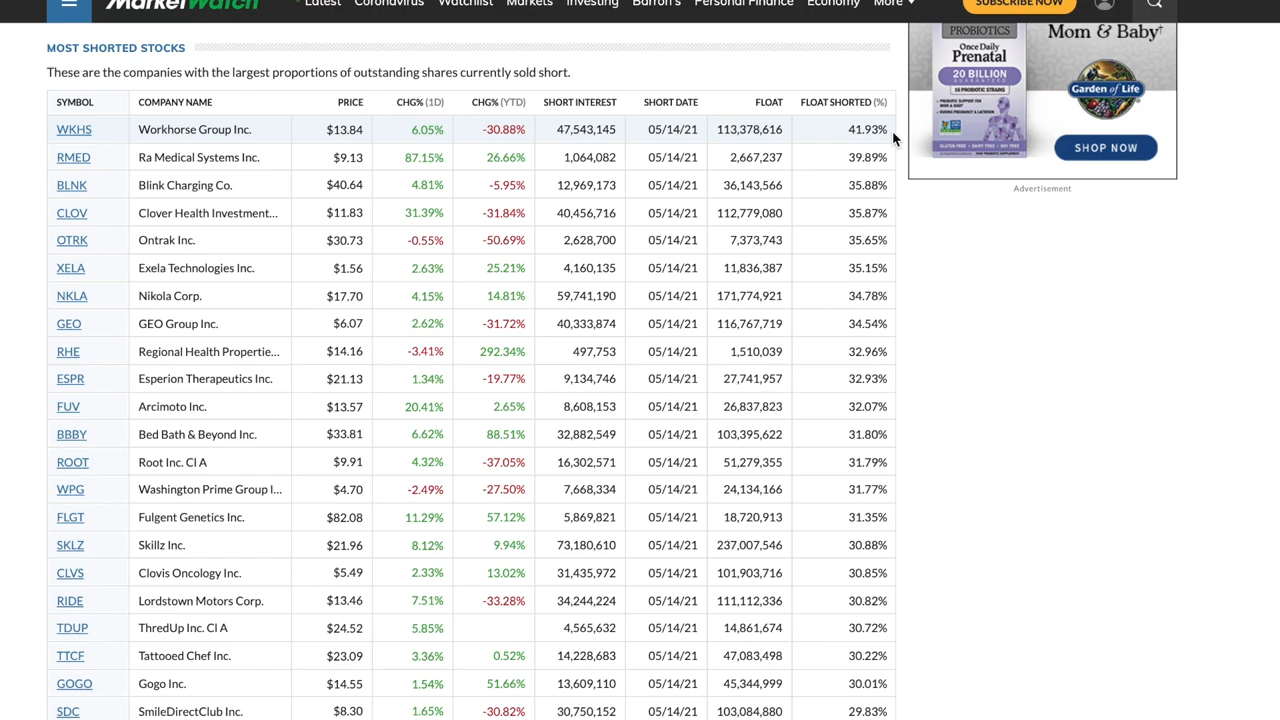 MarketWatch Latest Coronavirus Watchlist Markets Investing Barron's Personal Finance Economy More SUBSCRIBE NOW
MOST SHORTED STOCKS
These are the companies with the largest proportions of outstanding shares currently sold short.
SYMBOL COMPANY NAME PRICE CHG% (1D) CHG% (YTD) SHORT INTEREST SHORT DATE FLOAT FLOAT SHORTED (%)
WKHS Workhorse Group Inc. $13.84 6.05% -30.88% 47,543,145 05/14/21 113,378,616 41.93%
RMED Ra Medical Systems Inc. $9.13 87.15% 26.66% 1,064,082 05/14/21 2,667,237 39.89%
BLNK Blink Charging Co. $40.64 4.81% -5.95% 12,969,173 05/14/21 36,143,566 35.88%
CLOV Clover Health Investment... $11.83 31.39% -31.84% 40,456,716 05/14/21 112,779,080 35.87%
OTRK Ontrak Inc. $30.73 -0.55% -50.69% 2,628,700 05/14/21 7,373,743 35.65%
XELA Exela Technologies Inc. $1.56 2.63% 25.21% 4,160,135 05/14/21 11,836,387 35.15%
NKLA Nikola Corp. $17.70 4.15% 14.81% 59,741,190 05/14/21 171,774,921 34.78%
GEO GEO Group Inc. $6.07 2.62% -31.72% 40,333,874 05/14/21 116,767,719 34.54%
RHE Regional Health Propertie... $14.16 -3.41% 292.34% 497,753 05/14/21 1,510,039 32.96%
ESPR Esperion Therapeutics Inc. $21.13 1.34% -19.77% 9,134,746 05/14/21 27,741,957 32.93%
FUV Arcimoto Inc. $13.57 20.41% 2.65% 8,608,153 05/14/21 26,837,823 32.07%
BBBY Bed Bath & Beyond Inc. $33.81 6.62% 88.51% 32,882,549 05/14/21 103,395,622 31.80%
ROOT Root Inc. Cl A $9.91 4.32% -37.05% 16,302,571 05/14/21 51,279,355 31.79%
WPG Washington Prime Group I... $4.70 -2.49% -27.50% 7,668,334 05/14/21 24,134,166 31.77%
FLGT Fulgent Genetics Inc. $82.08 11.29% 57.12% 5,869,821 05/14/21 18,720,913 31.35%
SKLZ Skillz Inc. $21.96 8.12% 9.94% 73,180,610 05/14/21 237,007,546 30.88%
CLVS Clovis Oncology Inc. $5.49 2.33% 13.02% 31,435,972 05/14/21 101,903,716 30.85%
RIDE Lordstown Motors Corp. $13.46 7.51% -33.28% 34,244,224 05/14/21 111,112,336 30.82%
TDUP ThredUp Inc. Cl A $24.52 5.85% 4,565,632 05/14/21 14,861,674 30.72%
TTCF Tattooed Chef Inc. $23.09 3.36% 0.52% 14,228,683 05/14/21 47,083,498 30.22%
GOGO Gogo Inc. $14.55 1.54% 51.66% 13,609,110 05/14/21 45,344,999 30.01%
SDC SmileDirectClub Inc. $8.30 1.65% -30.82% 30,750,152 05/14/21 103,084,880 29.83%
PROBIOTICS
Once Daily
Prenatal
20 BILLION
GUARANTEED
16 PROBIOTIC STRAINS
Mom & Baby†
Garden of Life
SHOP NOW
Advertisement